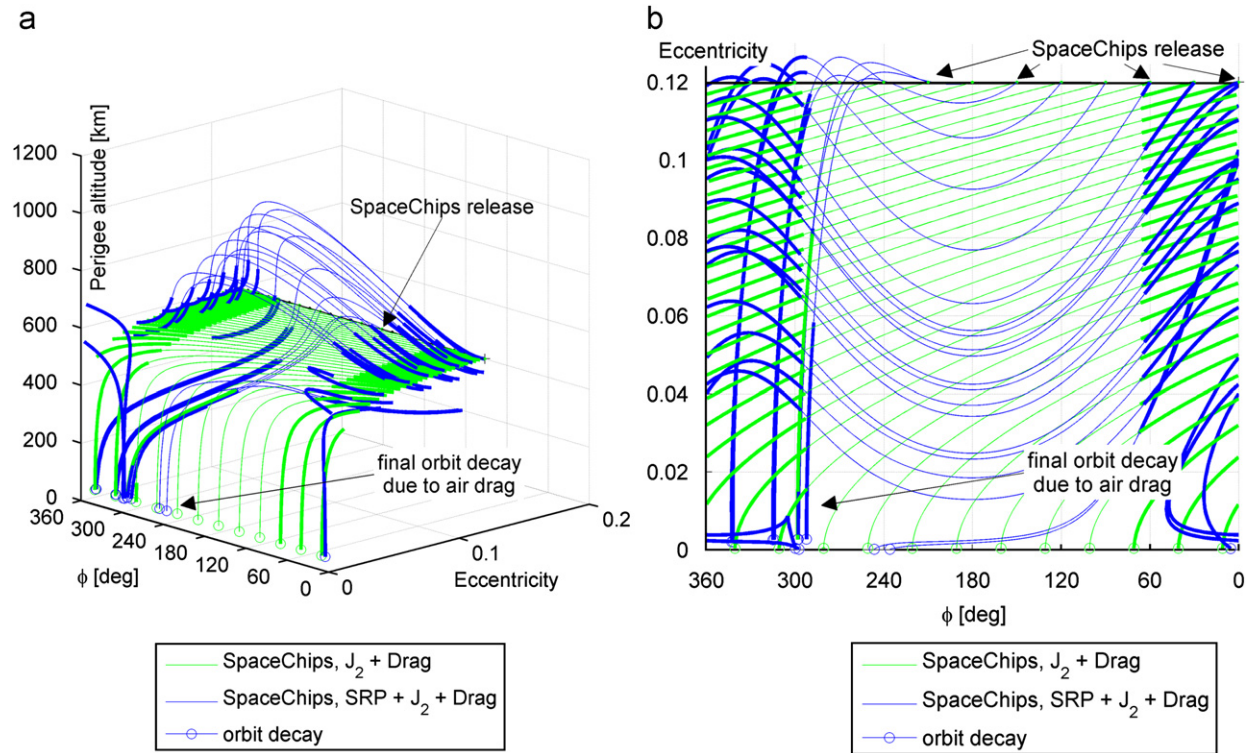 a
1200
1000
800
600
400
200
0
Perigee altitude [km]
SpaceChips release
final orbit decay
due to air drag
360
300
240
180
120
60
0
ϕ [deg]
0
0.1
0.2
Eccentricity
SpaceChips, J2 + Drag
SpaceChips, SRP + J2 + Drag
orbit decay
b
Eccentricity
SpaceChips release
0.12
0.1
0.08
0.06
0.04
0.02
0
final orbit decay
due to air drag
360 300 240 180 120 60 0
ϕ [deg]
SpaceChips, J2 + Drag
SpaceChips, SRP + J2 + Drag
orbit decay